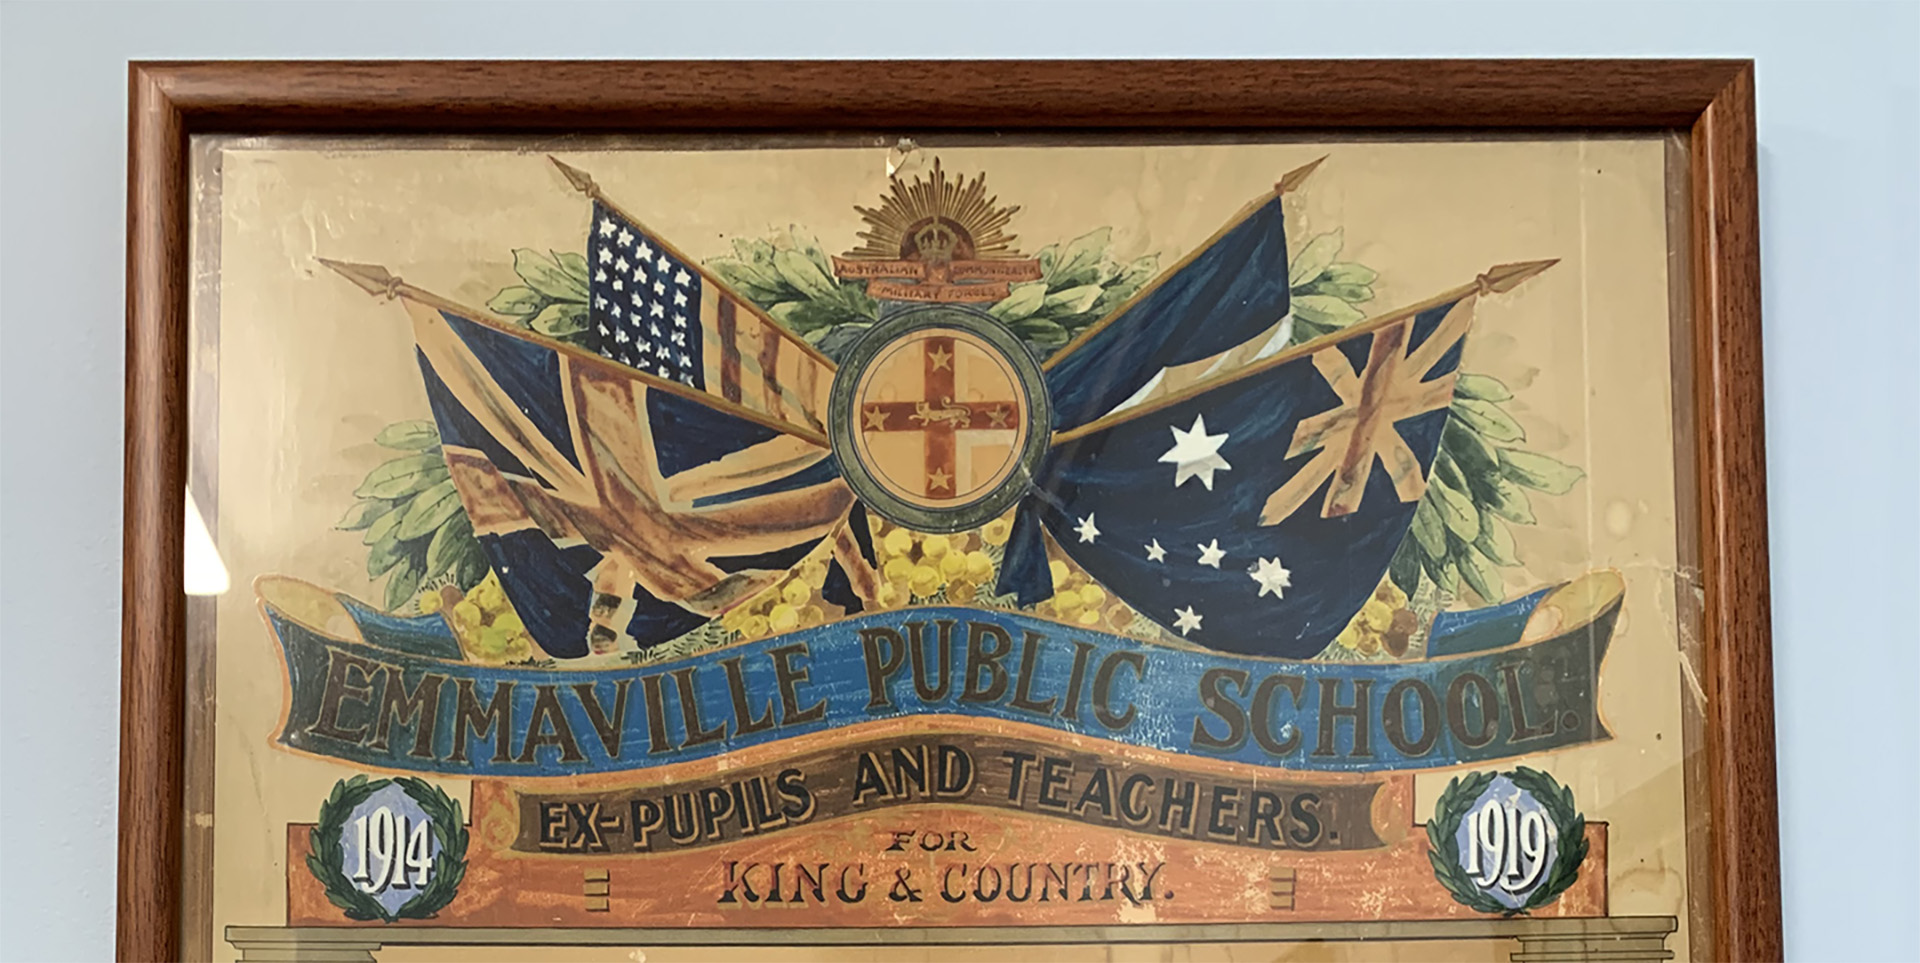 AUSTRALIAN COMMONWEALTH
MILITARY FORCES
EMMAVILLE PUBLIC SCHOOL.
EX-PUPILS AND TEACHERS.
FOR
KING & COUNTRY.
1914
1919